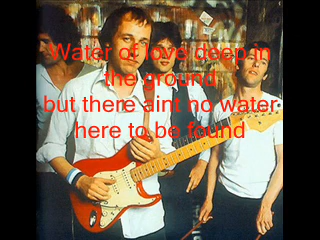 Water of love deep in
the ground
but there aint no water
here to be found